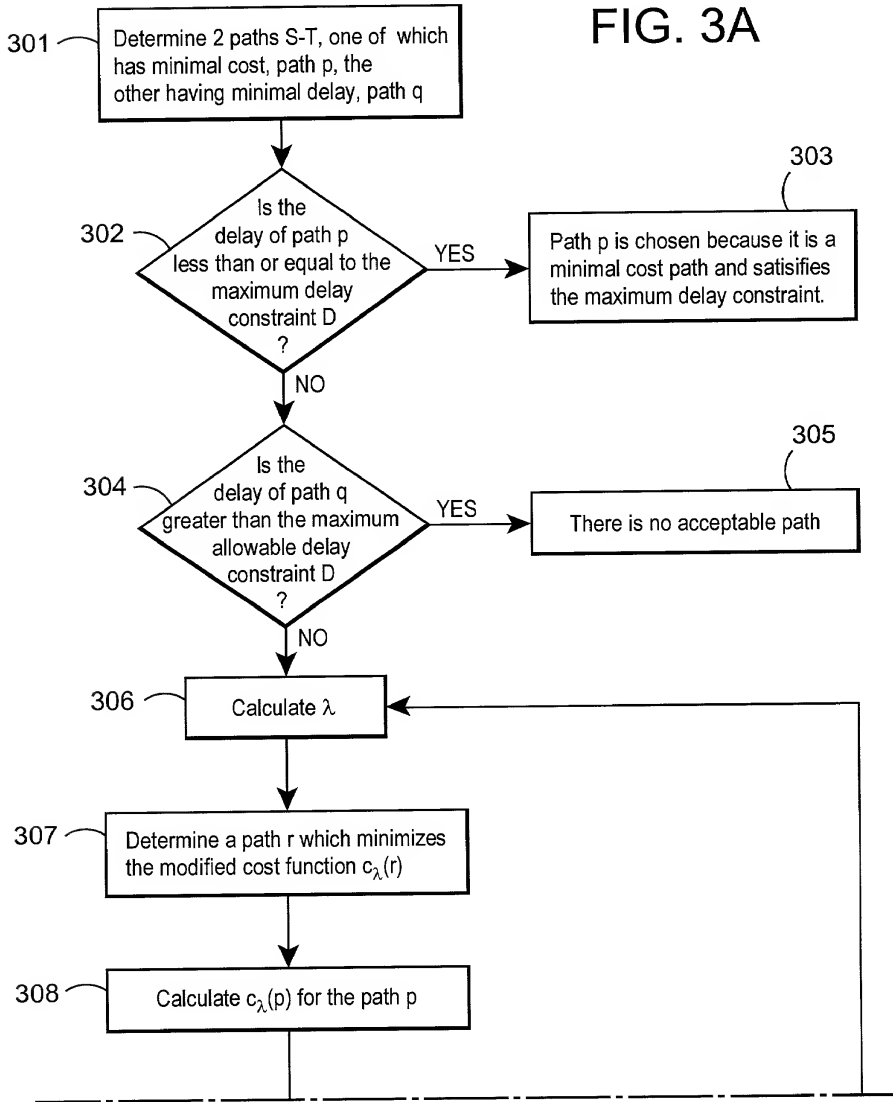 FIG. 3A
301
Determine 2 paths S-T, one of which
has minimal cost, path p, the
other having minimal delay, path q
302
Is the
delay of path p
less than or equal to the
maximum delay
constraint D
?
YES
303
Path p is chosen because it is a
minimal cost path and satisifies
the maximum delay constraint.
NO
304
Is the
delay of path q
greater than the maximum
allowable delay
constraint D
?
YES
305
There is no acceptable path
NO
306
Calculate λ
307
Determine a path r which minimizes
the modified cost function cλ(r)
308
Calculate cλ(p) for the path p